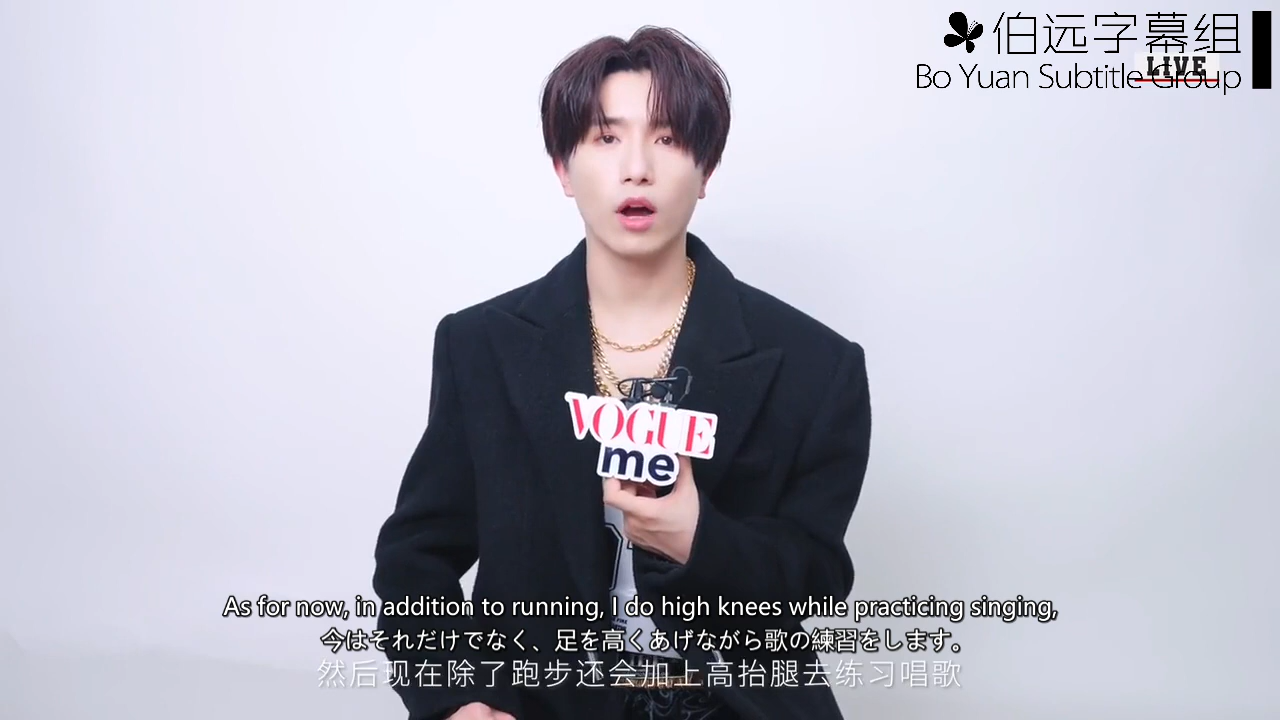 伯远字幕组
LIVE
Bo Yuan Subtitle Group
VOGUE
me
As for now, in addition to running, I do high knees while practicing singing,
今はそれだけでなく、足を高くあげながら歌の練習をします。
然后现在除了跑步还会加上高抬腿去练习唱歌